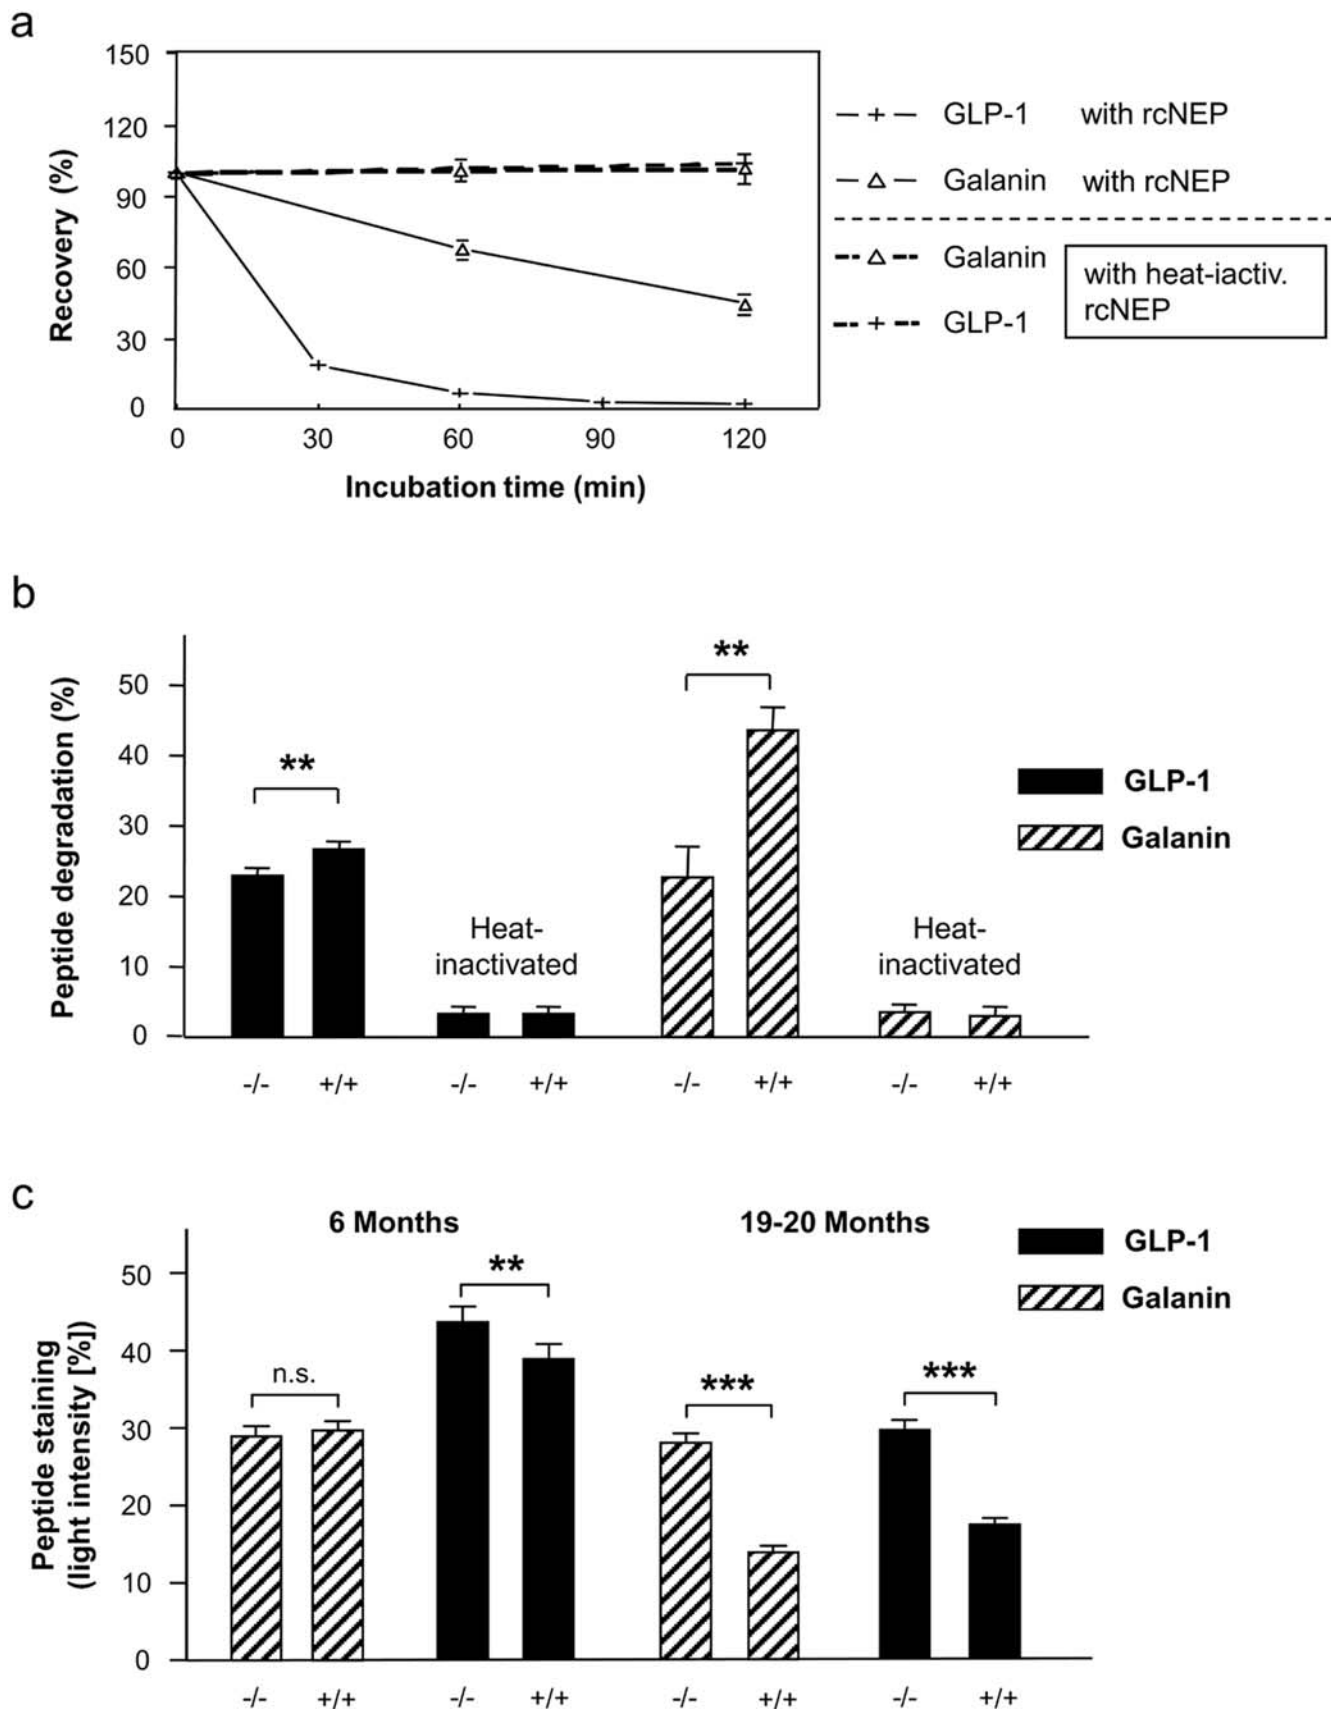 a
150
120
90
60
30
0
Recovery (%)
0 30 60 90 120
Incubation time (min)
GLP-1 with rcNEP
Galanin with rcNEP
Galanin
GLP-1
with heat-iactiv.
rcNEP
b
50
40
30
20
10
0
Peptide degradation (%)
**
Heat-
inactivated
**
Heat-
inactivated
GLP-1
Galanin
-/- +/+ -/- +/+ -/- +/+ -/- +/+
c
6 Months
19-20 Months
50
40
30
20
10
0
Peptide staining
(light intensity [%])
n.s.
**
***
***
GLP-1
Galanin
-/- +/+ -/- +/+ -/- +/+ -/- +/+